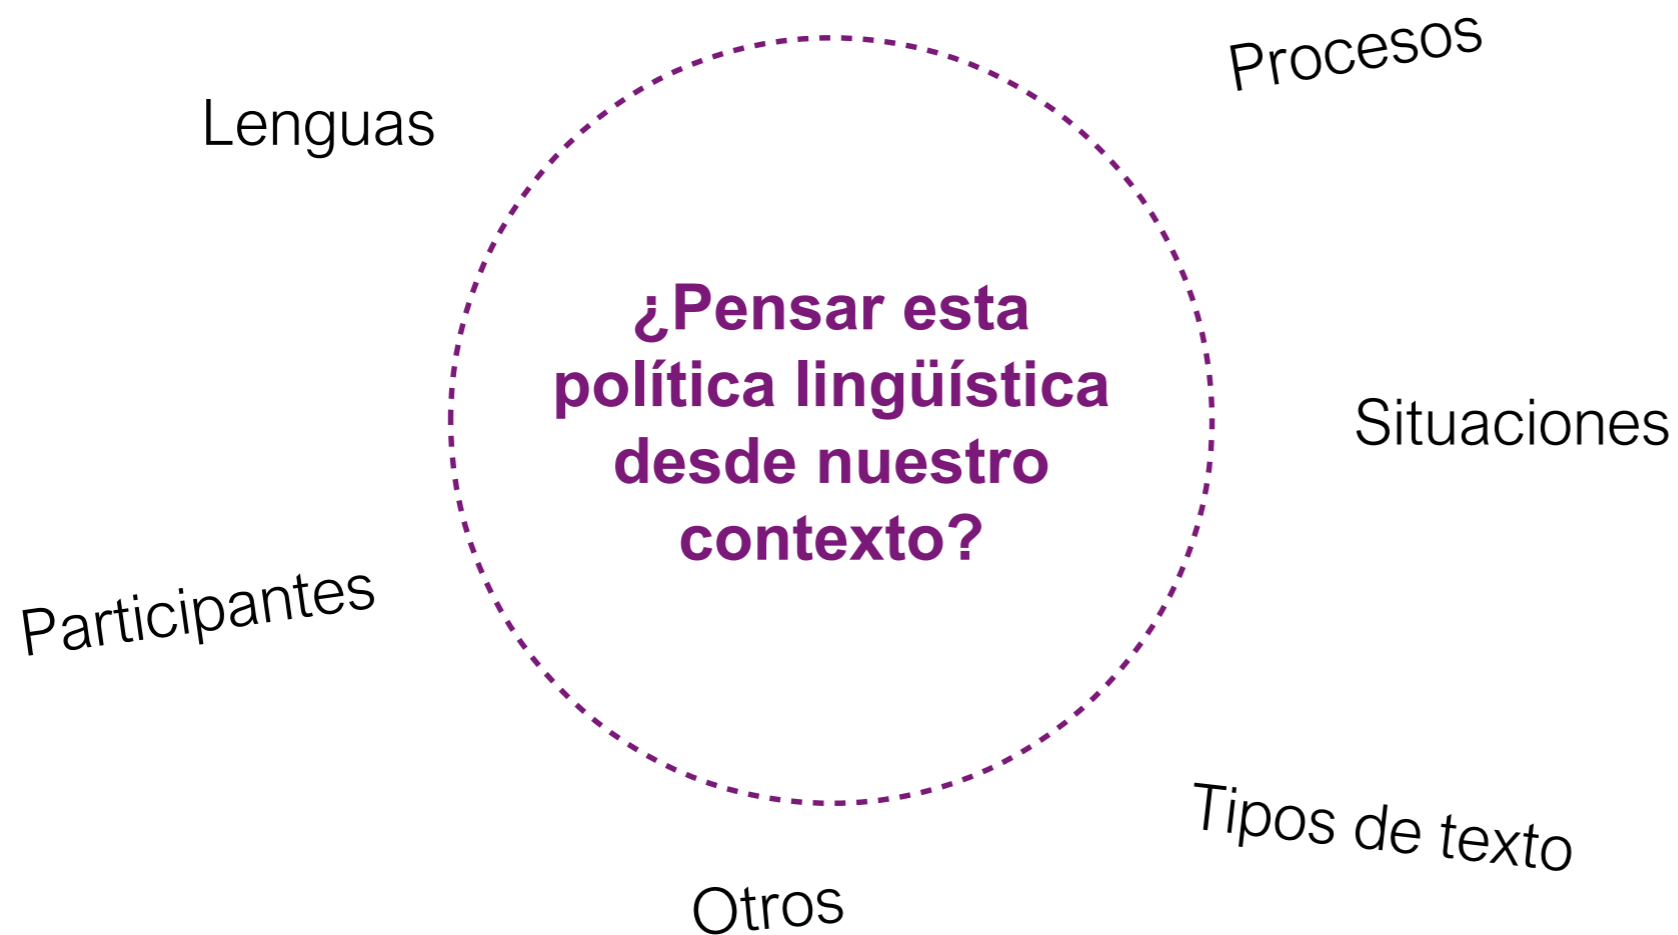 Procesos
Lenguas
¿Pensar esta
política lingüística
desde nuestro
contexto?
Situaciones
Participantes
Tipos de texto
Otros